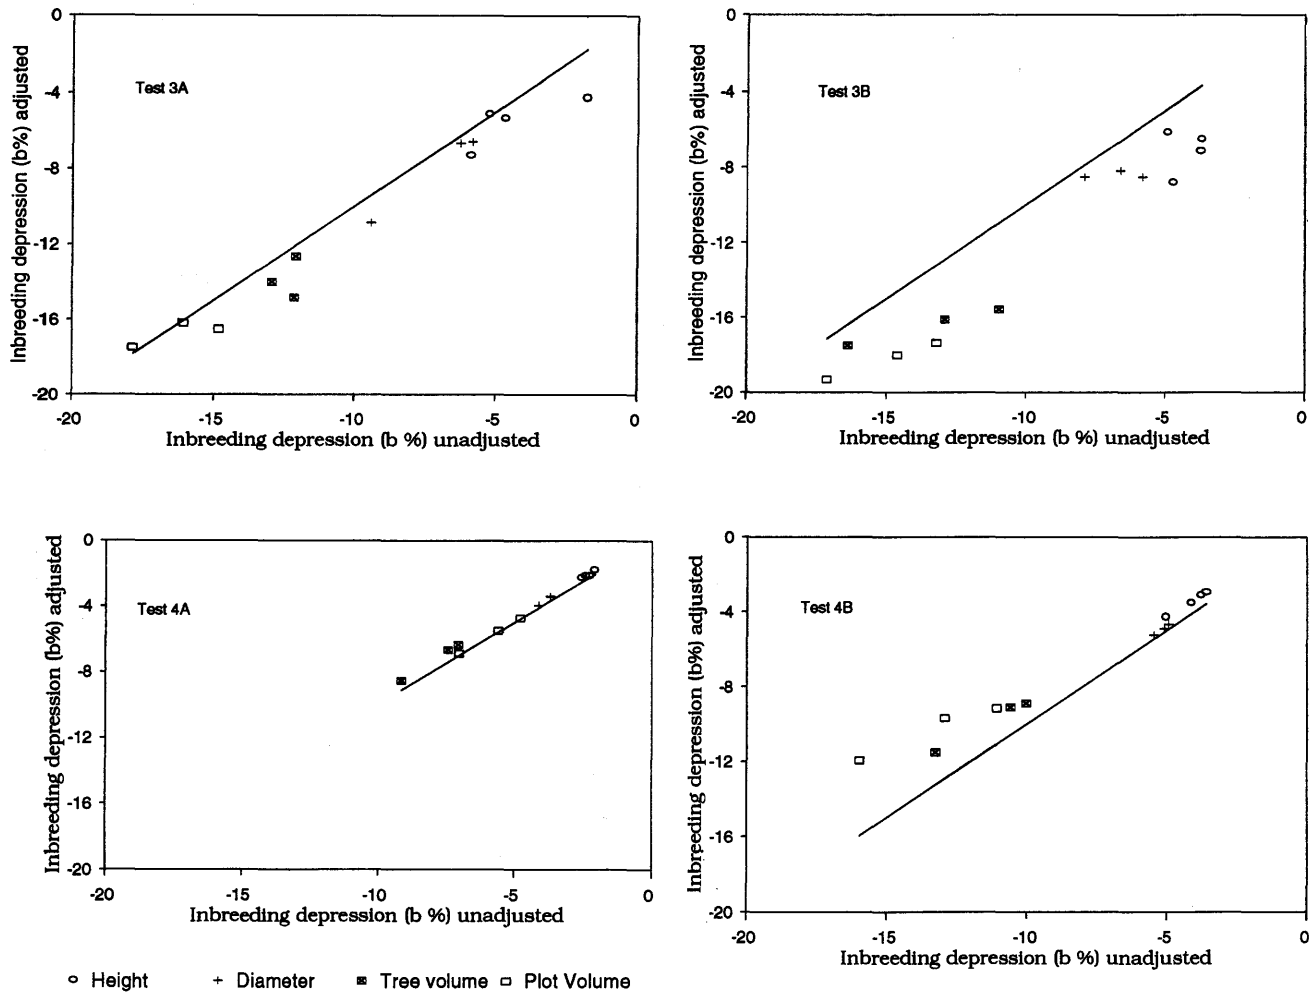 0
-4
-8
-12
-16
-20
-20 -15 -10 -5 0
Inbreeding depression (b%) adjusted
Test 3A
Inbreeding depression (b %) unadjusted
0
-4
-8
-12
-16
-20
-20 -15 -10 -5 0
Inbreeding depression (b%) adjusted
Test 3B
Inbreeding depression (b %) unadjusted
0
-4
-8
-12
-16
-20
-20 -15 -10 -5 0
Inbreeding depression (b%) adjusted
Test 4A
Inbreeding depression (b %) unadjusted
0
-4
-8
-12
-16
-20
-20 -15 -10 -5 0
Inbreeding depression (b%) adjusted
Test 4B
Inbreeding depression (b %) unadjusted
Height Diameter Tree volume Plot Volume